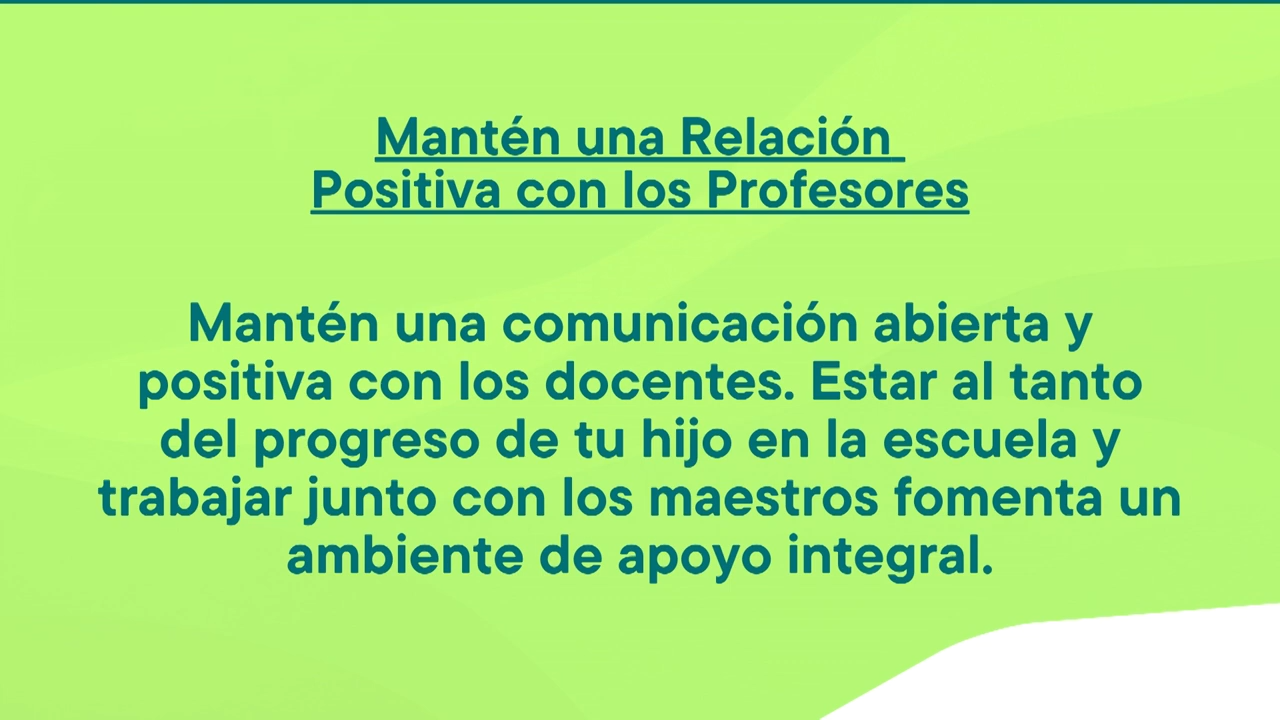 Mantén una Relación
Positiva con los Profesores
Mantén una comunicación abierta y
positiva con los docentes. Estar al tanto
del progreso de tu hijo en la escuela y
trabajar junto con los maestros fomenta un
ambiente de apoyo integral.